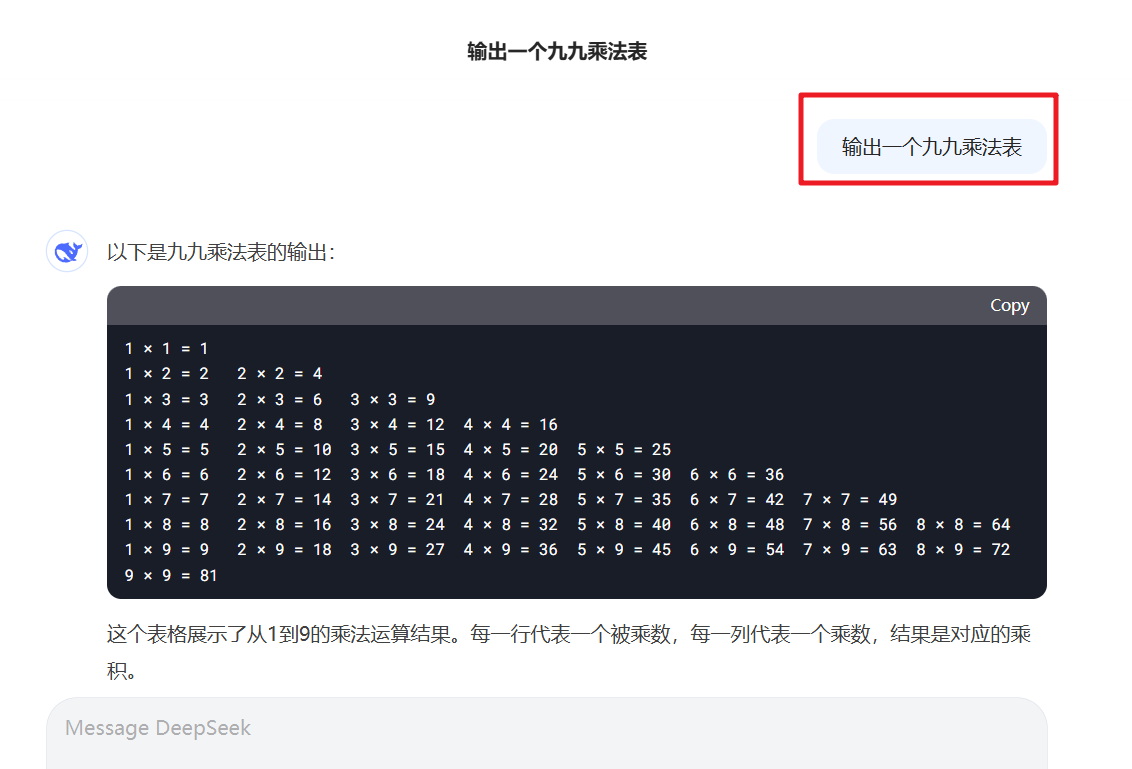 输出一个九九乘法表
输出一个九九乘法表
以下是九九乘法表的输出：
Copy
1 × 1 = 1
1 × 2 = 2   2 × 2 = 4
1 × 3 = 3   2 × 3 = 6   3 × 3 = 9
1 × 4 = 4   2 × 4 = 8   3 × 4 = 12  4 × 4 = 16
1 × 5 = 5   2 × 5 = 10  3 × 5 = 15  4 × 5 = 20  5 × 5 = 25
1 × 6 = 6   2 × 6 = 12  3 × 6 = 18  4 × 6 = 24  5 × 6 = 30  6 × 6 = 36
1 × 7 = 7   2 × 7 = 14  3 × 7 = 21  4 × 7 = 28  5 × 7 = 35  6 × 7 = 42  7 × 7 = 49
1 × 8 = 8   2 × 8 = 16  3 × 8 = 24  4 × 8 = 32  5 × 8 = 40  6 × 8 = 48  7 × 8 = 56  8 × 8 = 64
1 × 9 = 9   2 × 9 = 18  3 × 9 = 27  4 × 9 = 36  5 × 9 = 45  6 × 9 = 54  7 × 9 = 63  8 × 9 = 72
9 × 9 = 81
这个表格展示了从1到9的乘法运算结果。每一行代表一个被乘数，每一列代表一个乘数，结果是对应的乘
积。
Message DeepSeek